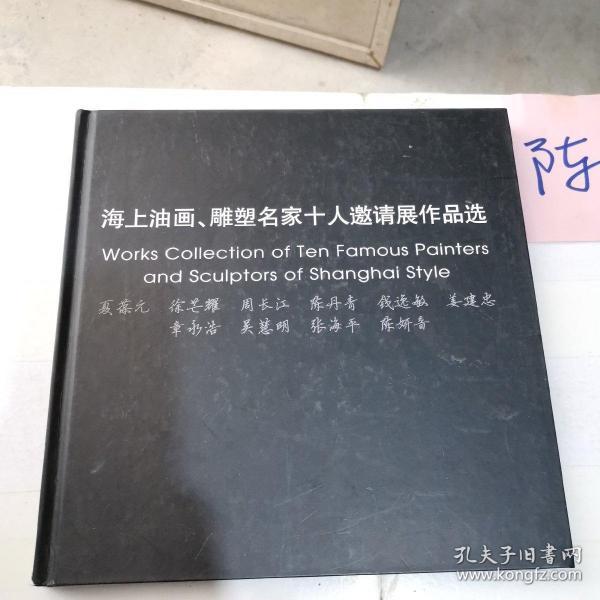 海上油画、雕塑名家十人邀请展作品选
Works Collection of Ten Famous Painters
and Sculptors of Shanghai Style
夏葆元 徐芒耀 周长江 陈丹青 钱逸敏 姜建忠
章永浩 吴慧明 张海平 陈妍音
陈
孔夫子旧书网
www.kongfz.com